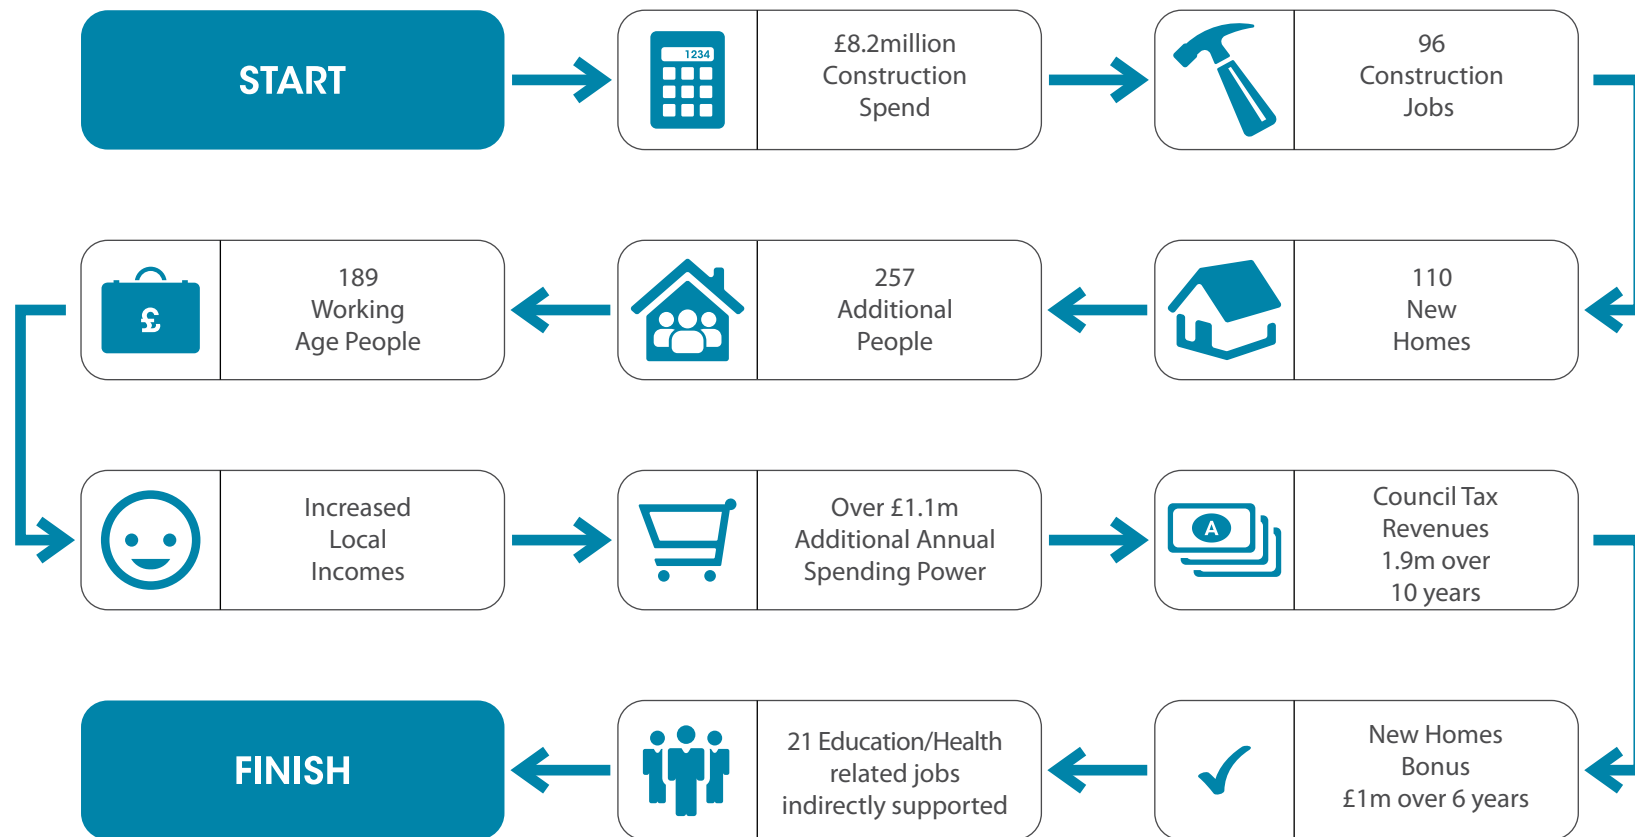 START
1234
£8.2million
Construction
Spend
96
Construction
Jobs
110
New
Homes
257
Additional
People
£
189
Working
Age People
Increased
Local
Incomes
Over £1.1m
Additional Annual
Spending Power
A
Council Tax
Revenues
1.9m over
10 years
New Homes
Bonus
£1m over 6 years
21 Education/Health
related jobs
indirectly supported
FINISH